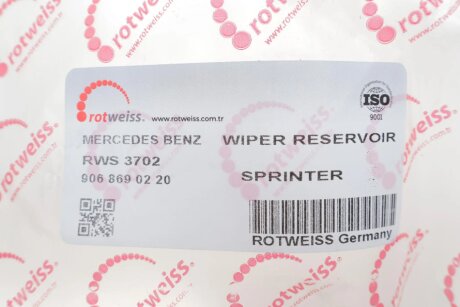 rotweiss.
www.rotweiss.com.tr
ISO
9001
MERCEDES BENZ WIPER RESERVOIR
RWS 3702
906 869 02 20 SPRINTER
ROTWEISS Germany